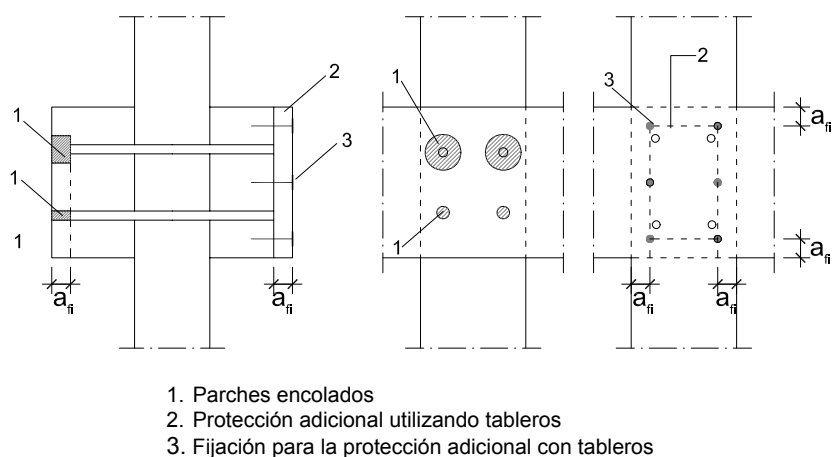 2
1
3
1
1
a fi
a fi
1
1
2
3
a fi
a fi
a fi
a fi
1. Parches encolados
2. Protección adicional utilizando tableros
3. Fijación para la protección adicional con tableros